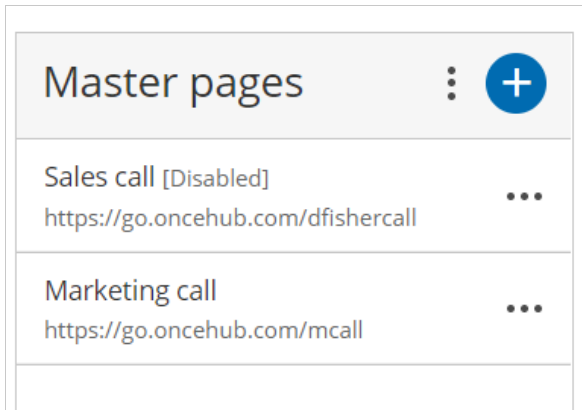 Master pages
Sales call [Disabled]
https://go.oncehub.com/dfishercall
Marketing call
https://go.oncehub.com/mcall